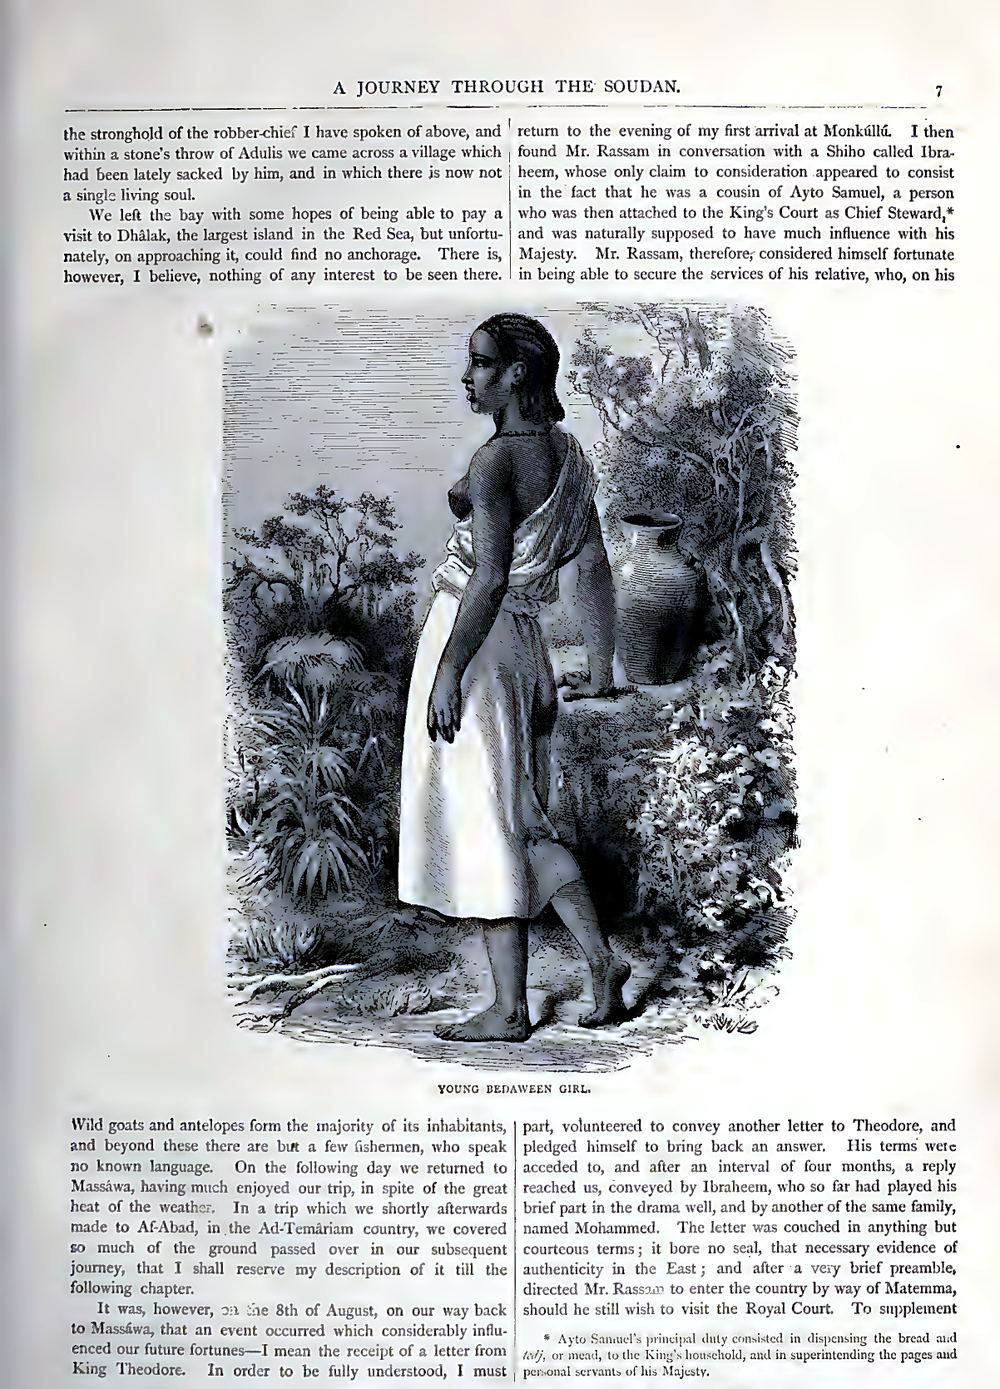 A JOURNEY THROUGH THE SOUDAN.
7
the stronghold of the robber-chief I have spoken of above, and
within a stone's throw of Adulis we came across a village which
had been lately sacked by him, and in which there is now not
a single living soul.
We left the bay with some hopes of being able to pay a
visit to Dhâlak, the largest island in the Red Sea, but unfortu-
nately, on approaching it, could find no anchorage. There is,
however, I believe, nothing of any interest to be seen there.
return to the evening of my first arrival at Monkúllú. I then
found Mr. Rassam in conversation with a Shiho called Ibra-
heem, whose only claim to consideration appeared to consist
in the fact that he was a cousin of Ayto Samuel, a person
who was then attached to the King's Court as Chief Steward,*
and was naturally supposed to have much influence with his
Majesty. Mr. Rassam, therefore, considered himself fortunate
in being able to secure the services of his relative, who, on his
YOUNG BEDAWEEN GIRL.
Wild goats and antelopes form the majority of its inhabitants,
and beyond these there are but a few fishermen, who speak
no known language. On the following day we returned to
Massáwa, having much enjoyed our trip, in spite of the great
heat of the weather. In a trip which we shortly afterwards
made to Af-Abad, in the Ad-Temâriam country, we covered
so much of the ground passed over in our subsequent
journey, that I shall reserve my description of it till the
following chapter.
It was, however, on the 8th of August, on our way back
to Massáwa, that an event occurred which considerably influ-
enced our future fortunes—I mean the receipt of a letter from
King Theodore. In order to be fully understood, I must
part, volunteered to convey another letter to Theodore, and
pledged himself to bring back an answer. His terms were
acceded to, and after an interval of four months, a reply
reached us, conveyed by Ibraheem, who so far had played his
brief part in the drama well, and by another of the same family,
named Mohammed. The letter was couched in anything but
courteous terms; it bore no seal, that necessary evidence of
authenticity in the East; and after a very brief preamble,
directed Mr. Rassam to enter the country by way of Matemma,
should he still wish to visit the Royal Court. To supplement
* Ayto Samuel's principal duty consisted in dispensing the bread and
tedj, or mead, to the King's household, and in superintending the pages and
personal servants of his Majesty.